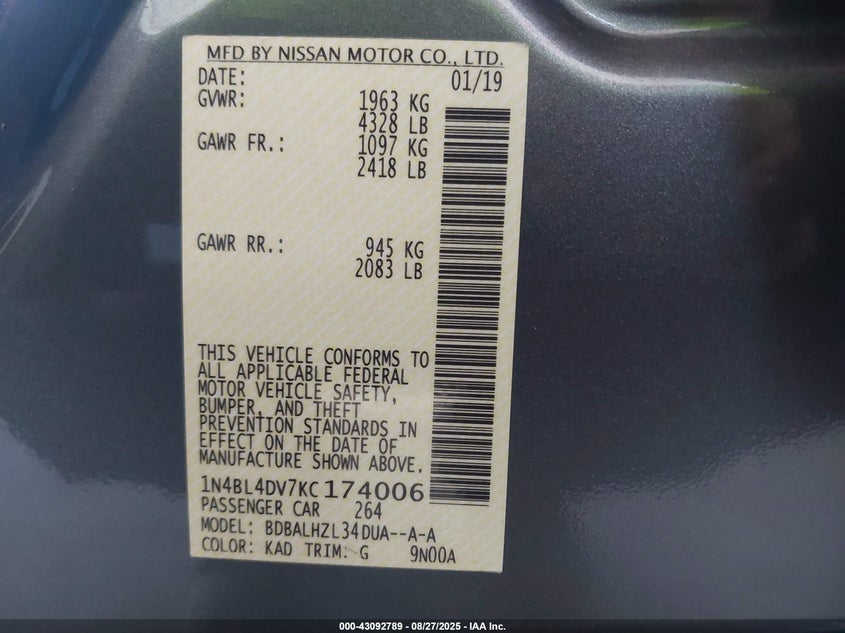 MFD BY NISSAN MOTOR CO., LTD.
DATE: 01/19
GVWR: 1963 KG
4328 LB
GAWR FR.: 1097 KG
2418 LB
GAWR RR.: 945 KG
2083 LB
THIS VEHICLE CONFORMS TO
ALL APPLICABLE FEDERAL
MOTOR VEHICLE SAFETY,
BUMPER, AND THEFT
PREVENTION STANDARDS IN
EFFECT ON THE DATE OF
MANUFACTURE SHOWN ABOVE.
1N4BL4DV7KC174006
PASSENGER CAR 264
MODEL: BDBALHZL34DUA--A-A
COLOR: KAD TRIM: G 9N00A
000-43092789 - 08/27/2025 - IAA Inc.